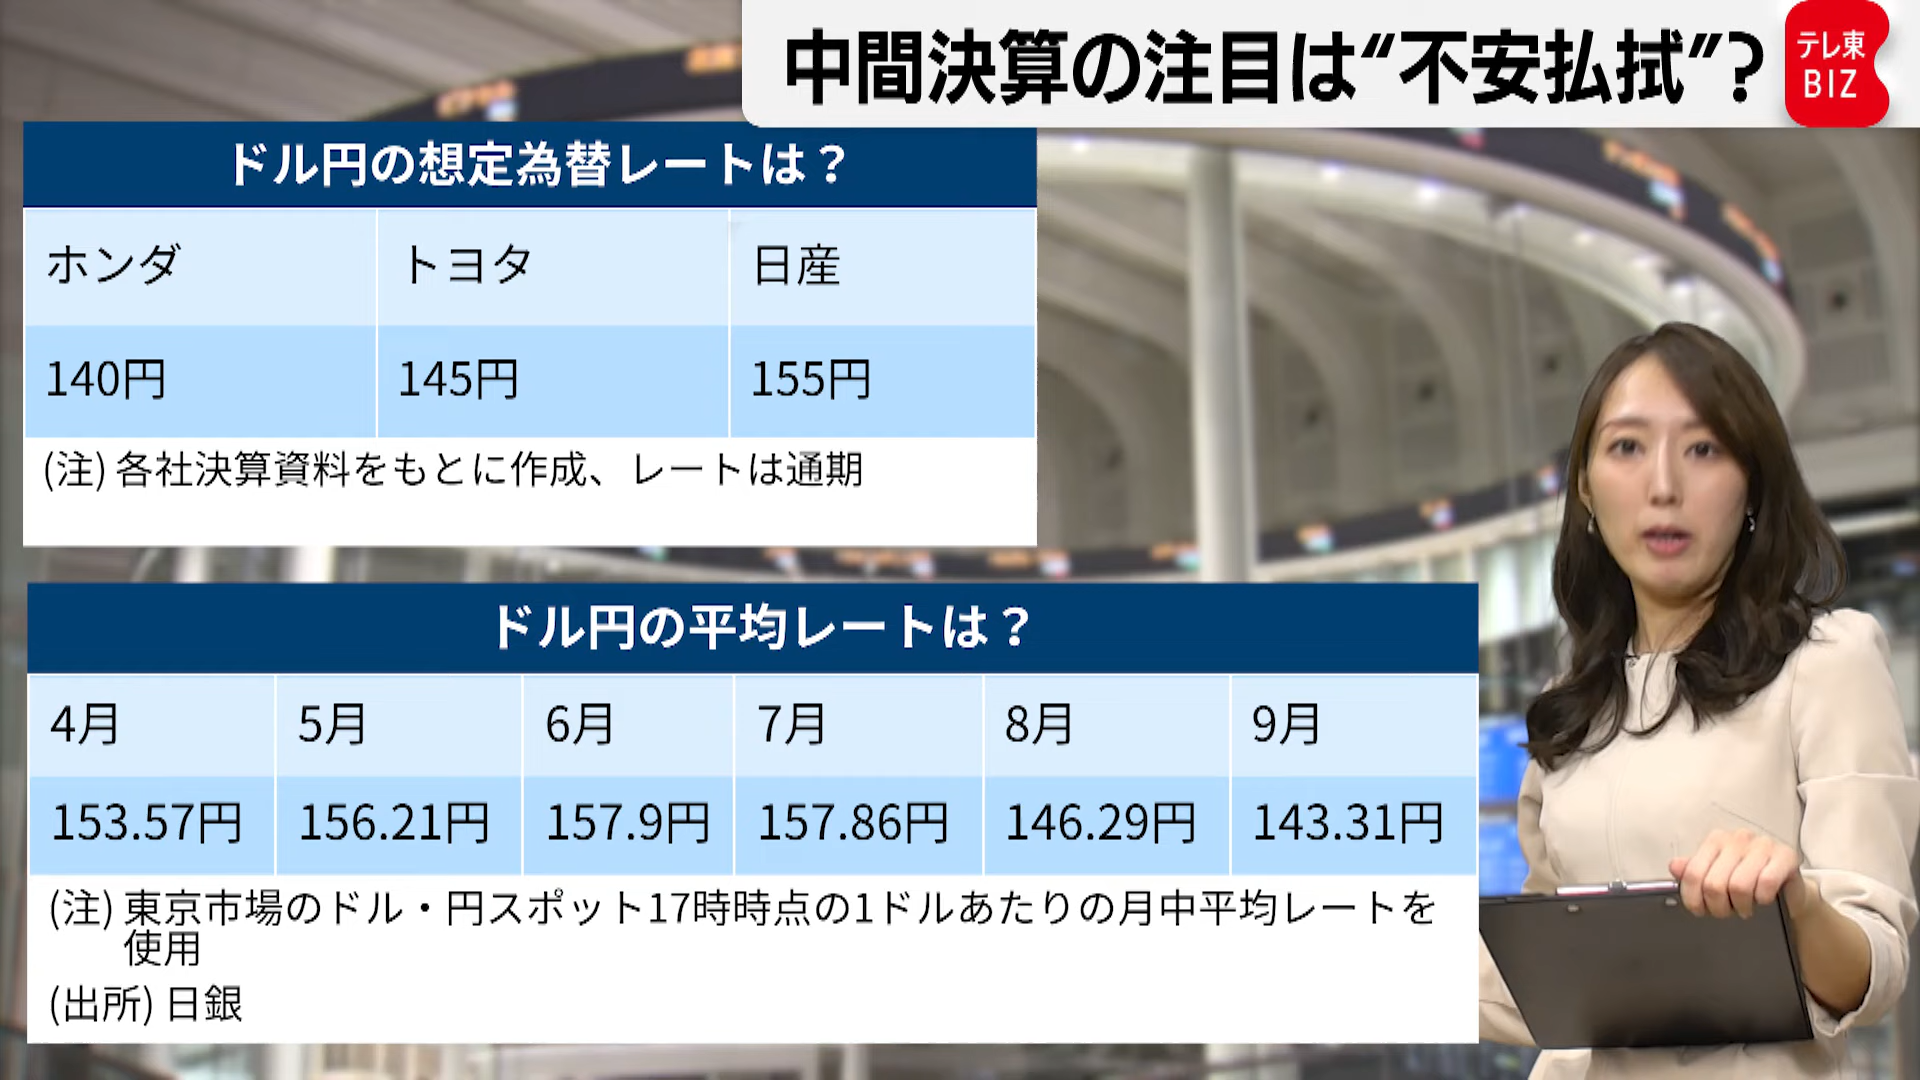 中間決算の注目は“不安払拭”?
テレ東
BIZ
ドル円の想定為替レートは？
ホンダ トヨタ 日産
140円 145円 155円
(注) 各社決算資料をもとに作成、レートは通期
ドル円の平均レートは？
4月 5月 6月 7月 8月 9月
153.57円 156.21円 157.9円 157.86円 146.29円 143.31円
(注) 東京市場のドル・円スポット17時時点の1ドルあたりの月中平均レートを
使用
(出所) 日銀